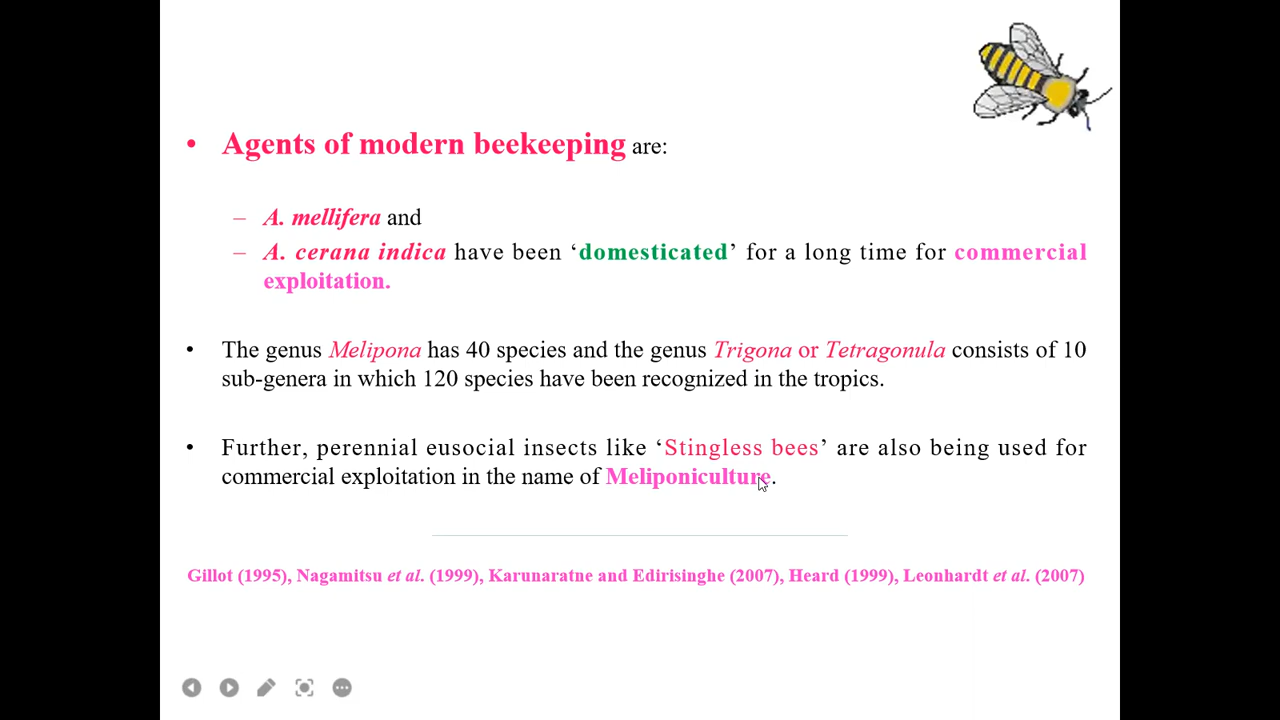 • Agents of modern beekeeping are:
– A. mellifera and
– A. cerana indica have been ‘domesticated’ for a long time for commercial
exploitation.
• The genus Melipona has 40 species and the genus Trigona or Tetragonula consists of 10
sub-genera in which 120 species have been recognized in the tropics.
• Further, perennial eusocial insects like ‘Stingless bees’ are also being used for
commercial exploitation in the name of Meliponiculture.
Gillot (1995), Nagamitsu et al. (1999), Karunaratne and Edirisinghe (2007), Heard (1999), Leonhardt et al. (2007)